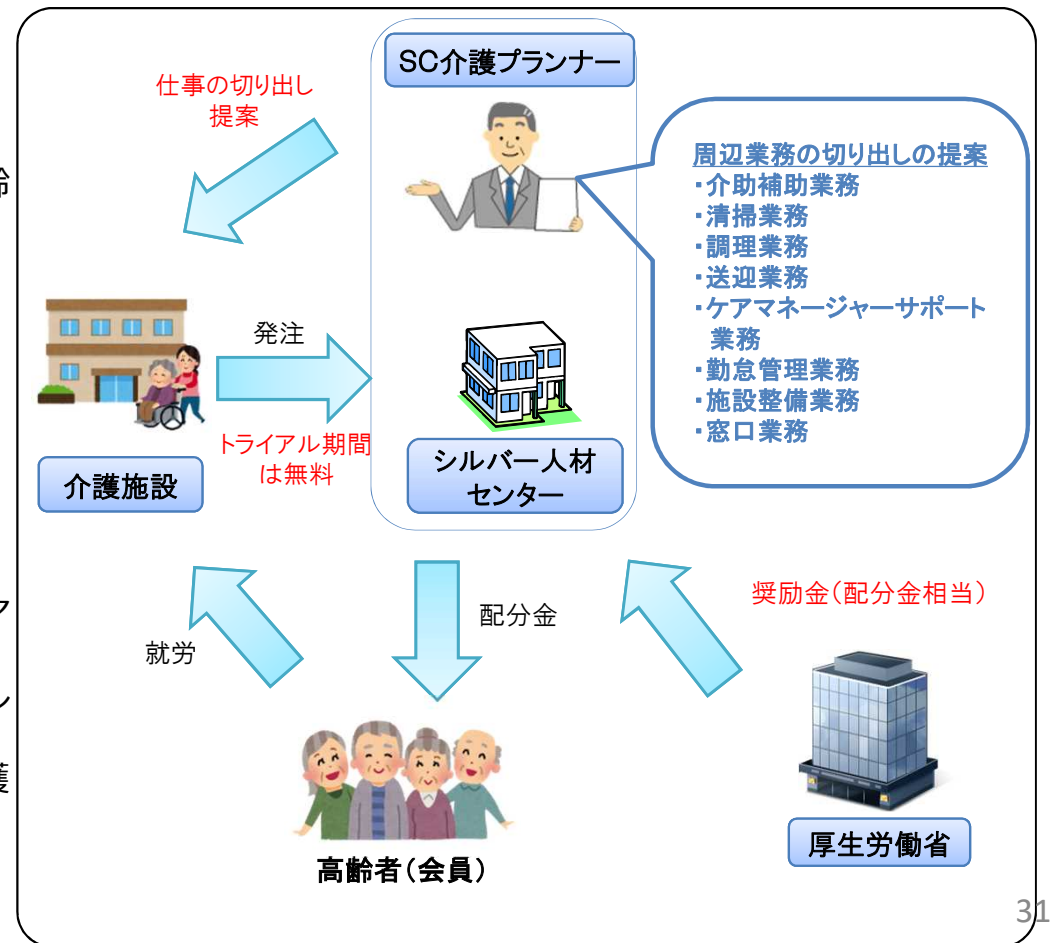 SC介護プランナー
仕事の切り出し
提案
周辺業務の切り出しの提案
・介助補助業務
・清掃業務
・調理業務
・送迎業務
・ケアマネージャーサポート
業務
・勤怠管理業務
・施設整備業務
・窓口業務
齢
発注
トライアル期間
は無料
介護施設
シルバー人材
センター
奨励金(配分金相当)
配分金
就労
護
高齢者(会員)
厚生労働省
31